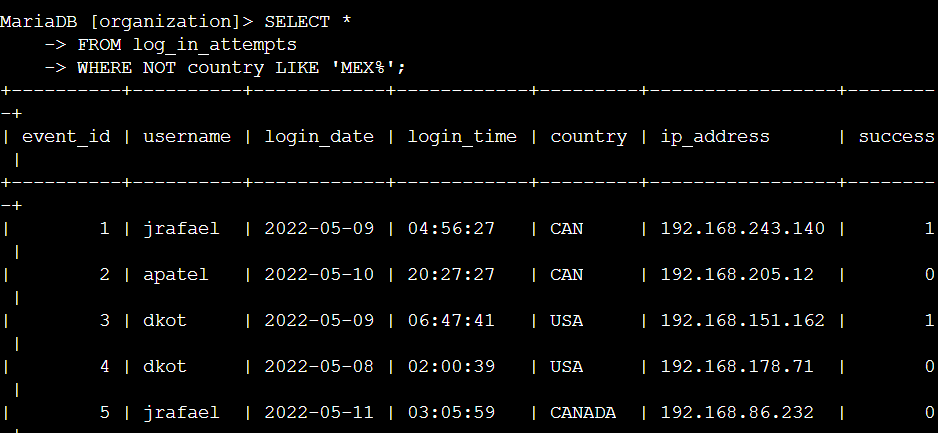 MariaDB [organization]> SELECT *
    -> FROM log_in_attempts
    -> WHERE NOT country LIKE 'MEX%';
+----------+----------+------------+------------+---------+-----------------+--------
-+
| event_id | username | login_date | login_time | country | ip_address      | success
 |
+----------+----------+------------+------------+---------+-----------------+--------
-+
|        1 | jrafael  | 2022-05-09 | 04:56:27   | CAN     | 192.168.243.140 |       1
 |
|        2 | apatel   | 2022-05-10 | 20:27:27   | CAN     | 192.168.205.12  |       0
 |
|        3 | dkot     | 2022-05-09 | 06:47:41   | USA     | 192.168.151.162 |       1
 |
|        4 | dkot     | 2022-05-08 | 02:00:39   | USA     | 192.168.178.71  |       0
 |
|        5 | jrafael  | 2022-05-11 | 03:05:59   | CANADA  | 192.168.86.232  |       0